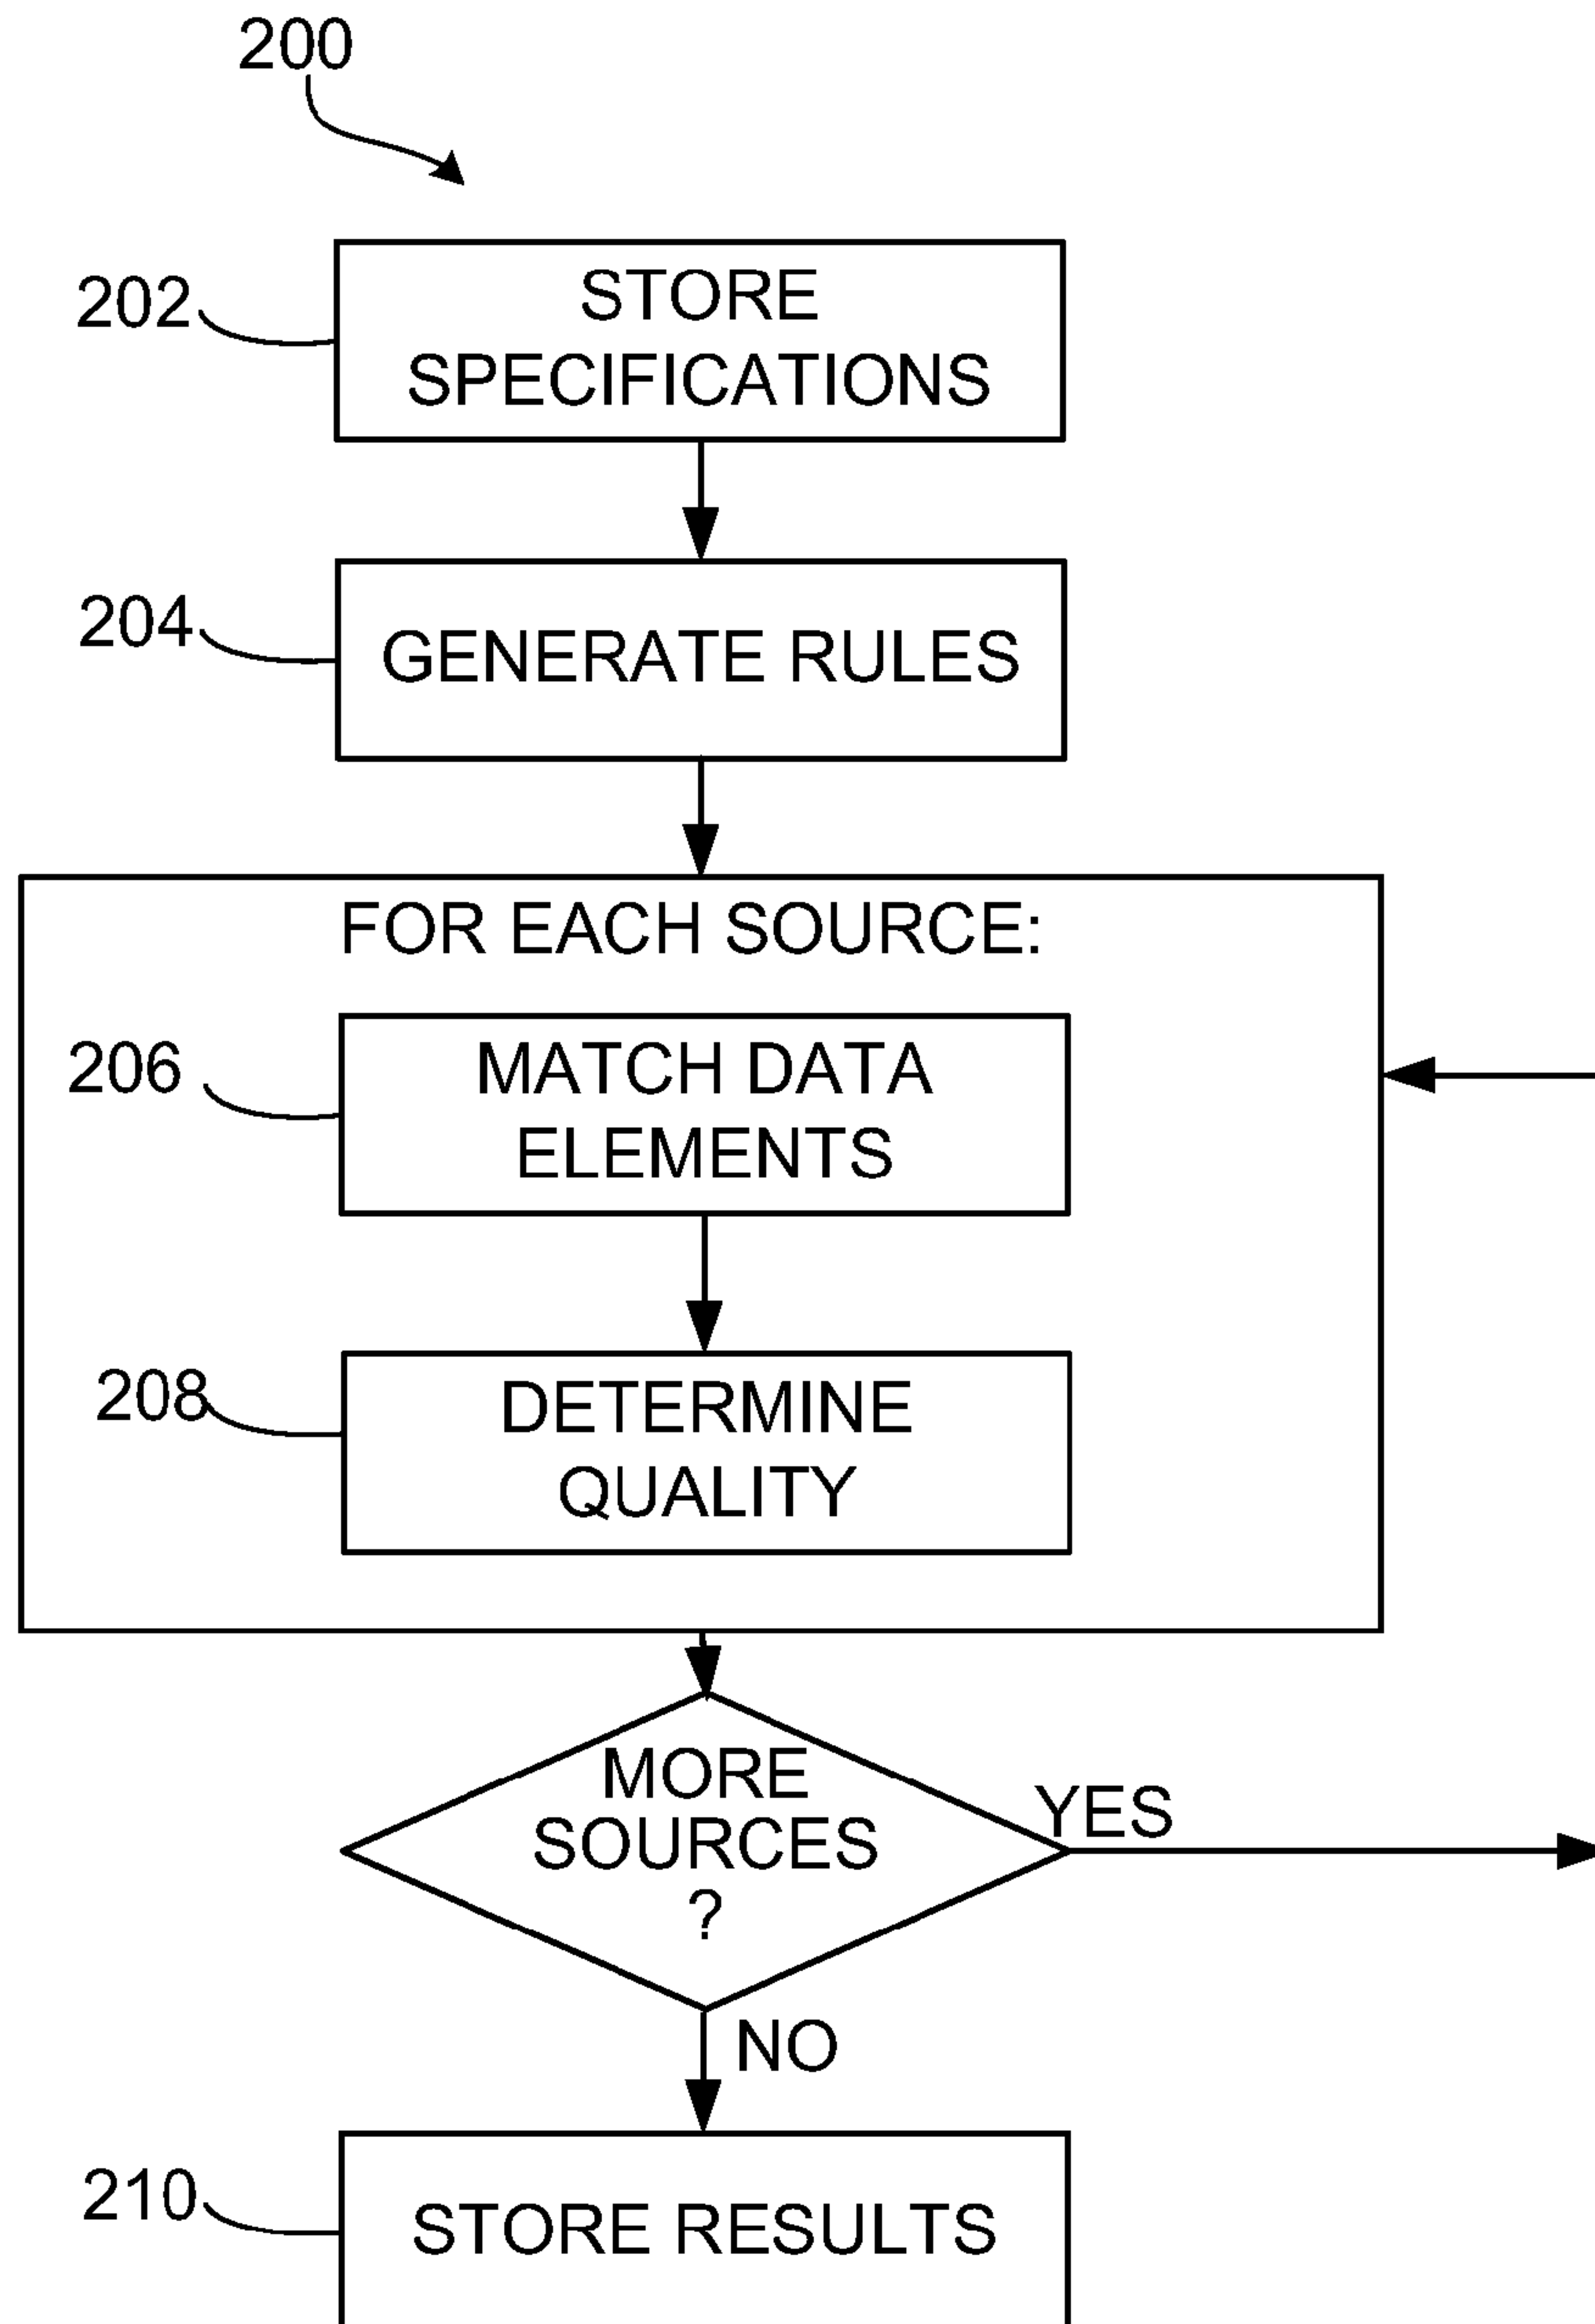 200
202
STORE
SPECIFICATIONS
204
GENERATE RULES
FOR EACH SOURCE:
206
MATCH DATA
ELEMENTS
208
DETERMINE
QUALITY
MORE
SOURCES
?
YES
NO
210
STORE RESULTS